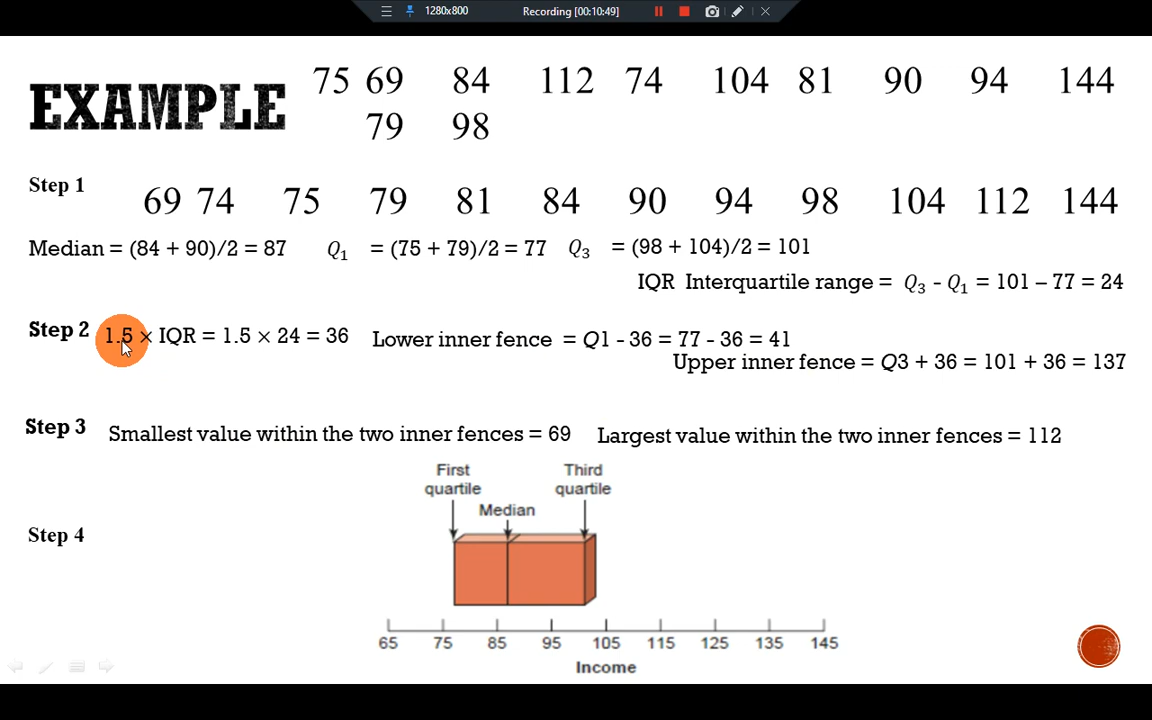 1280x800 Recording [00:10:49]
EXAMPLE
75 69 84 112 74 104 81 90 94 144
79 98
Step 1
69 74 75 79 81 84 90 94 98 104 112 144
Median = (84 + 90)/2 = 87 Q₁ = (75 + 79)/2 = 77 Q₃ = (98 + 104)/2 = 101
IQR Interquartile range = Q₃ - Q₁ = 101 – 77 = 24
Step 2 1.5 × IQR = 1.5 × 24 = 36 Lower inner fence = Q1 - 36 = 77 - 36 = 41
Upper inner fence = Q3 + 36 = 101 + 36 = 137
Step 3 Smallest value within the two inner fences = 69 Largest value within the two inner fences = 112
First quartile
Third quartile
Median
Step 4
65 75 85 95 105 115 125 135 145
Income